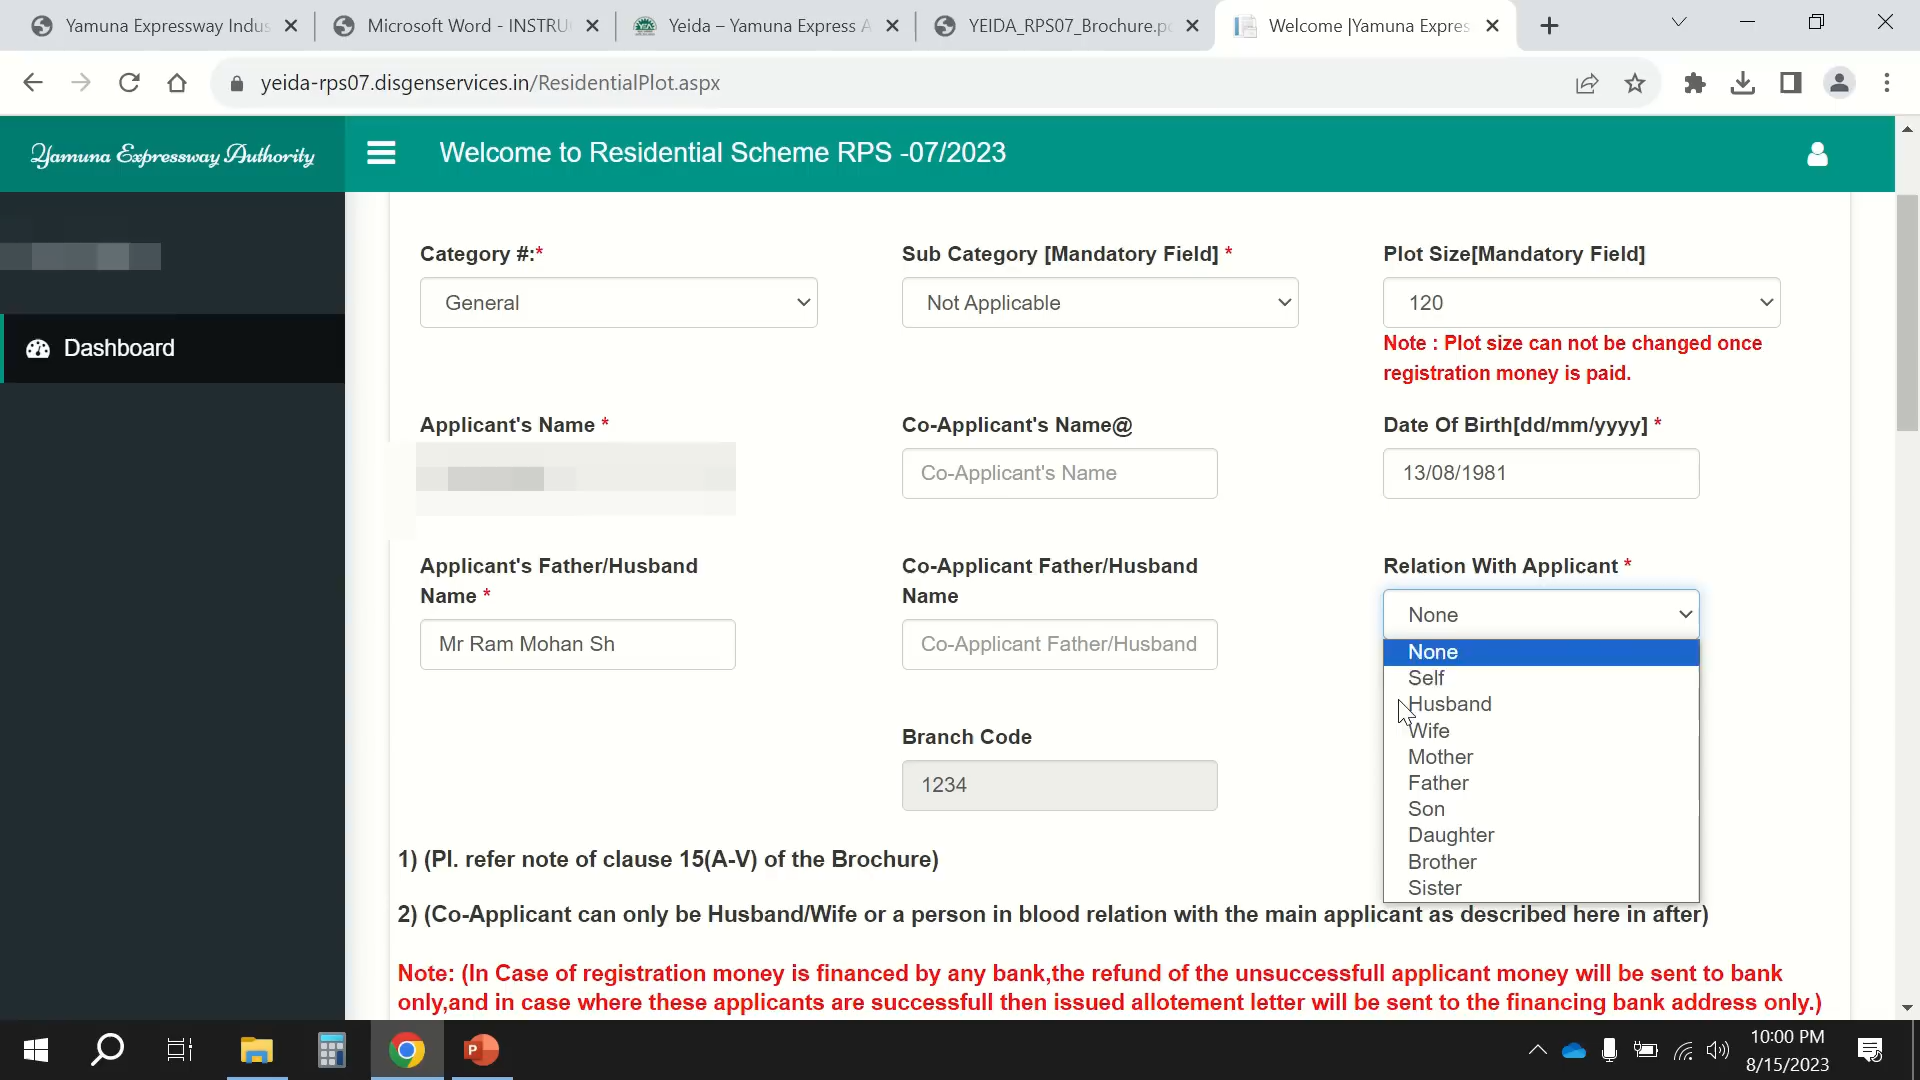 Yamuna Expressway Indus
Microsoft Word - INSTRU
Yeida – Yamuna Express A
YEIDA_RPS07_Brochure.pd
Welcome |Yamuna Expres
yeida-rps07.disgenservices.in/ResidentialPlot.aspx
Yamuna Expressway Authority
Welcome to Residential Scheme RPS -07/2023
Dashboard
Category #:*
Sub Category [Mandatory Field] *
Plot Size[Mandatory Field]
General
Not Applicable
120
Note : Plot size can not be changed once
registration money is paid.
Applicant's Name *
Co-Applicant's Name@
Date Of Birth[dd/mm/yyyy] *
Co-Applicant's Name
13/08/1981
Applicant's Father/Husband
Name *
Co-Applicant Father/Husband
Name
Relation With Applicant *
Mr Ram Mohan Sh
Co-Applicant Father/Husband
None
None
Self
Husband
Wife
Mother
Father
Son
Daughter
Brother
Sister
Branch Code
1234
1) (Pl. refer note of clause 15(A-V) of the Brochure)
2) (Co-Applicant can only be Husband/Wife or a person in blood relation with the main applicant as described here in after)
Note: (In Case of registration money is financed by any bank,the refund of the unsuccessfull applicant money will be sent to bank
only,and in case where these applicants are successfull then issued allotement letter will be sent to the financing bank address only.)
10:00 PM
8/15/2023